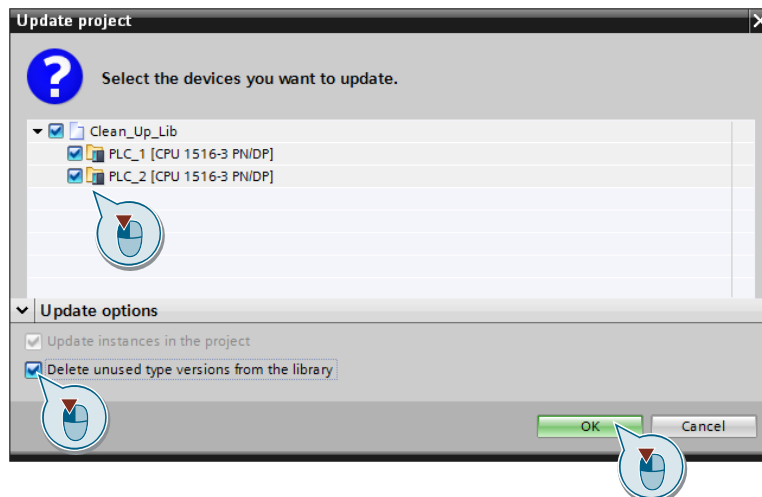 Update project
Select the devices you want to update.
Clean_Up_Lib
PLC_1 [CPU 1516-3 PN/DP]
PLC_2 [CPU 1516-3 PN/DP]
Update options
Update instances in the project
Delete unused type versions from the library
OK Cancel